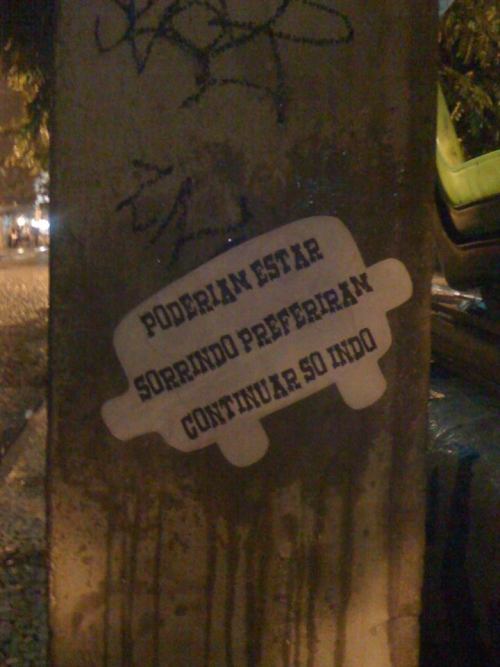 PODERIAM ESTAR
SORRINDO PREFERIRAM
CONTINUAR SO INDO